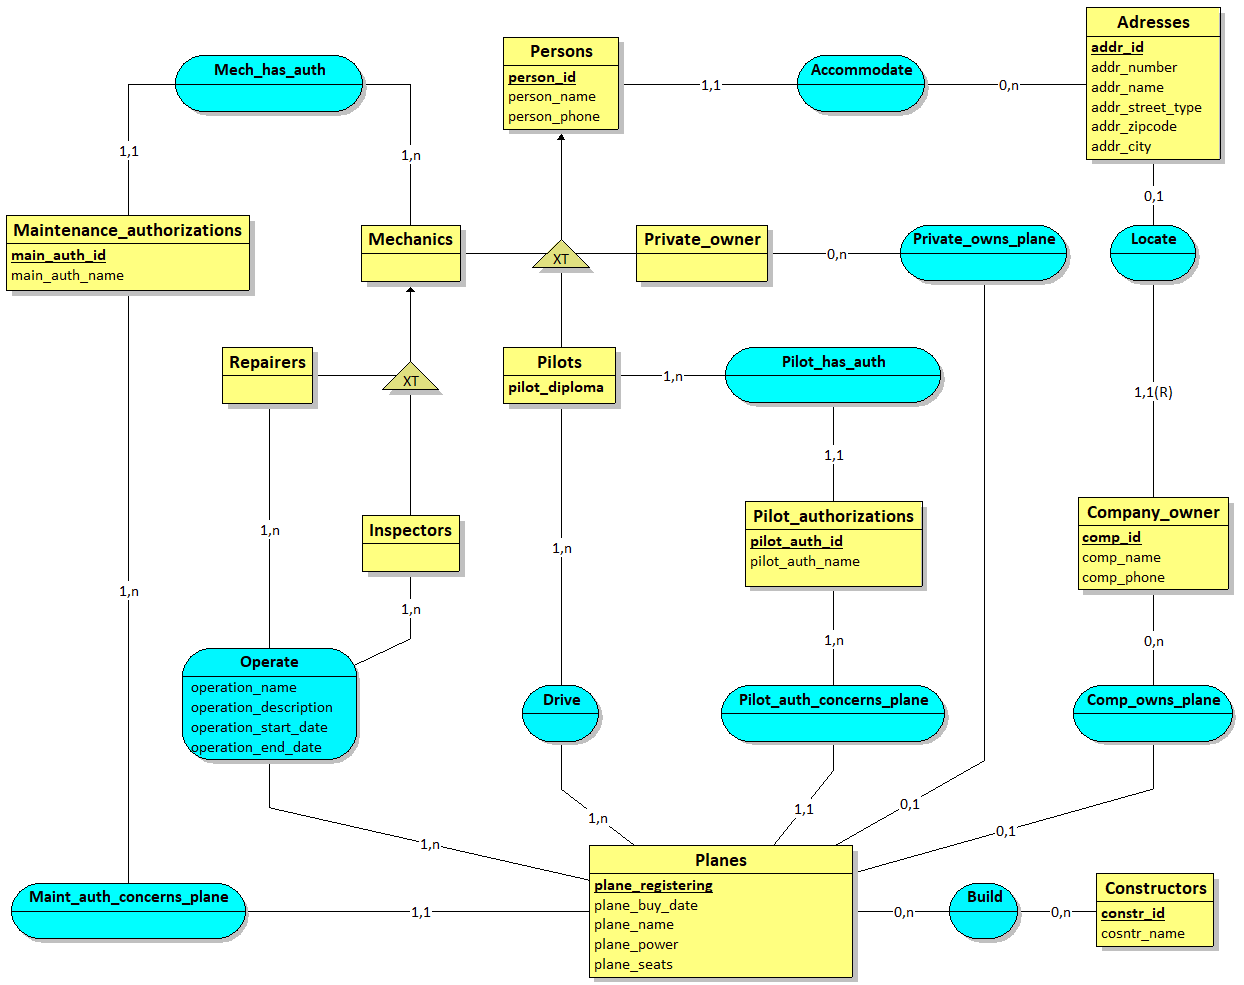 Adresses
addr_id
addr_number
addr_name
addr_street_type
addr_zipcode
addr_city
Persons
person_id
person_name
person_phone
1,1
Accommodate
0,n
Mech_has_auth
1,1
1,n
0,1
Maintenance_authorizations
main_auth_id
main_auth_name
Mechanics
XT
Private_owner
0,n
Private_owns_plane
Locate
Repairers
XT
Pilots
pilot_diploma
1,n
Pilot_has_auth
1,1(R)
1,1
Pilot_authorizations
pilot_auth_id
pilot_auth_name
Company_owner
comp_id
comp_name
comp_phone
1,n
Inspectors
1,n
1,n
1,n
1,n
0,n
Operate
operation_name
operation_description
operation_start_date
operation_end_date
Drive
Pilot_auth_concerns_plane
Comp_owns_plane
1,n
1,n
1,1
0,1
0,1
Planes
plane_registering
plane_buy_date
plane_name
plane_power
plane_seats
Maint_auth_concerns_plane
1,1
0,n
Build
0,n
Constructors
constr_id
cosntr_name